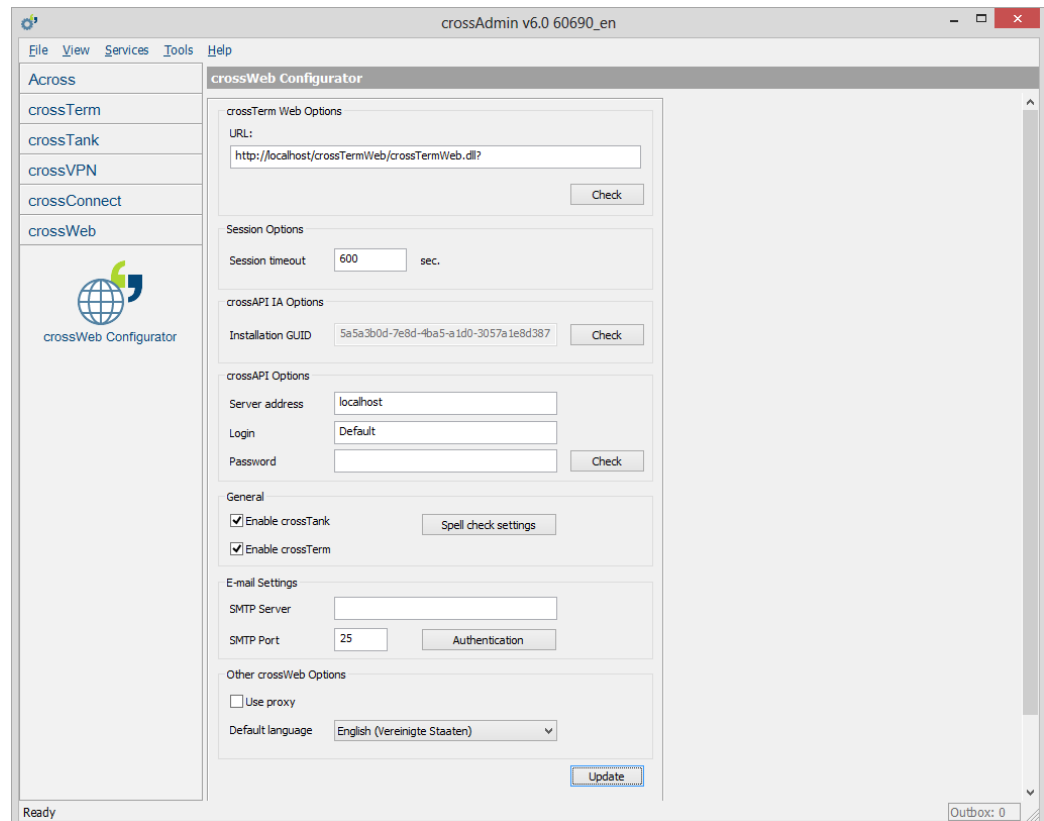 crossAdmin v6.0 60690_en
File View Services Tools Help
Across
crossTerm
crossTank
crossVPN
crossConnect
crossWeb
crossWeb Configurator
crossWeb Configurator
crossTerm Web Options
URL:
http://localhost/crossTermWeb/crossTermWeb.dll?
Check
Session Options
Session timeout 600 sec.
crossAPI IA Options
Installation GUID 5a5a3b0d-7e8d-4ba5-a1d0-3057a1e8d387 Check
crossAPI Options
Server address localhost
Login Default
Password Check
General
Enable crossTank Spell check settings
Enable crossTerm
E-mail Settings
SMTP Server
SMTP Port 25 Authentication
Other crossWeb Options
Use proxy
Default language English (Vereinigte Staaten)
Update
Ready Outbox: 0